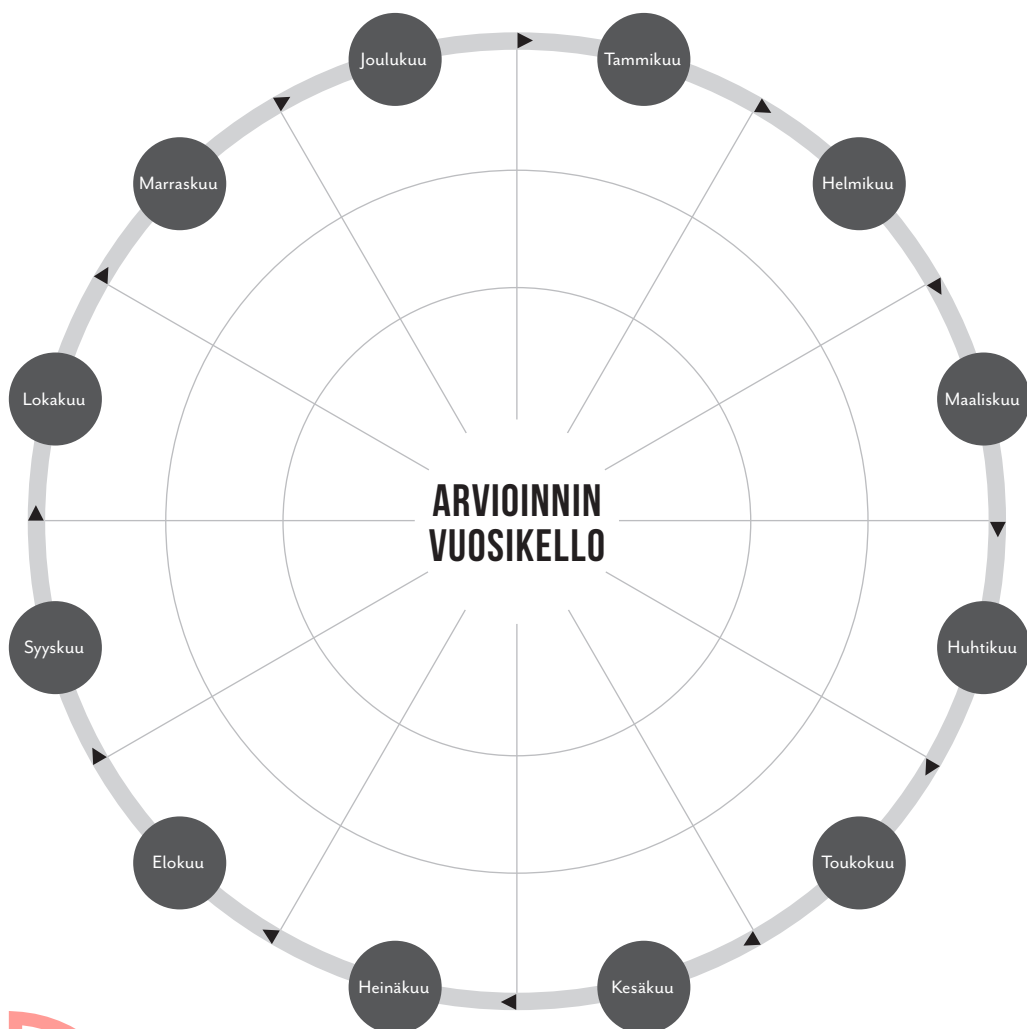 Joulukuu
Tammikuu
Marraskuu
Helmikuu
Lokakuu
Maaliskuu
ARVIOINNIN
VUOSIKELLO
Syyskuu
Huhtikuu
Elokuu
Toukokuu
Heinäkuu
Kesäkuu